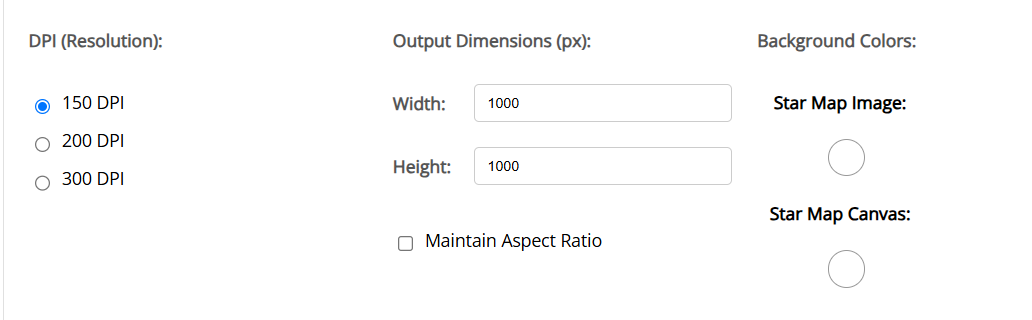 DPI (Resolution):
150 DPI
200 DPI
300 DPI
Output Dimensions (px):
Width: 1000
Height: 1000
Maintain Aspect Ratio
Background Colors:
Star Map Image:
Star Map Canvas: